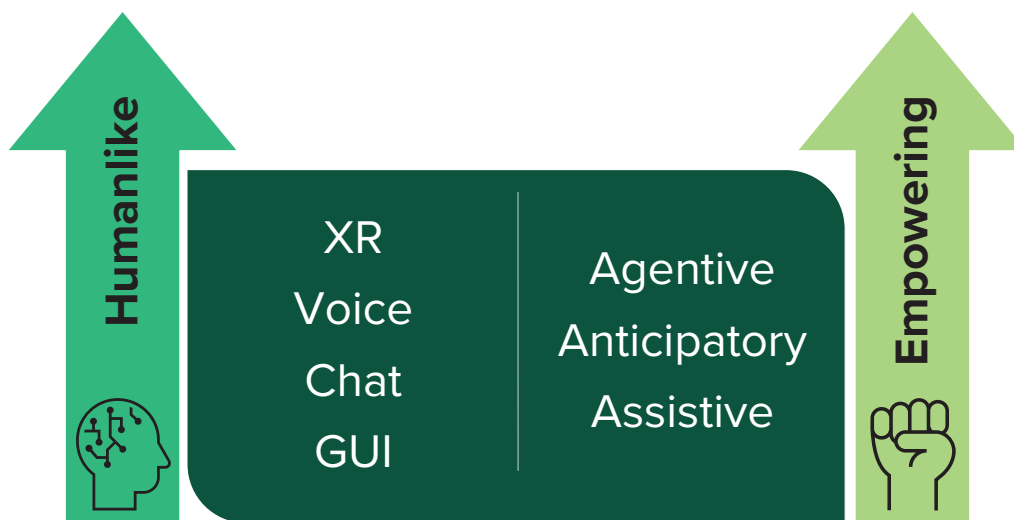 Humanlike
XR
Voice
Chat
GUI
Agentive
Anticipatory
Assistive
Empowering